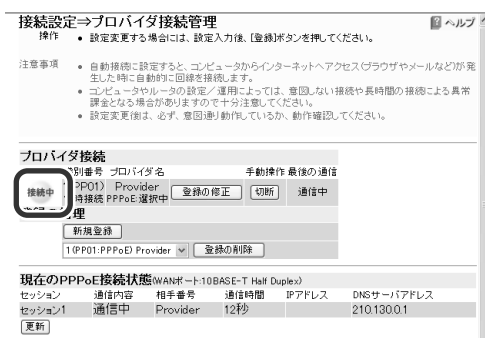 接続設定⇒プロバイダ接続管理
ヘルプ
操作
● 設定変更する場合には、設定入力後、[登録]ボタンを押してください。
注意事項
● 自動接続に設定すると、コンピュータからインターネットへアクセス(ブラウザやメールなど)が発
生した時に自動的に回線を接続します。
● コンピュータやルータの設定／運用によっては、意図しない接続や長時間の接続による異常
課金となる場合がありますので十分注意してください。
● 設定変更後は、必ず、意図通り動作しているか、動作確認してください。
プロバイダ接続
別番号 プロバイダ名 手動操作 最後の通信
接続中
PP01) Provider 登録の修正 切断 通信中
時接続 PPPoE:選択中
理
新規登録
1(PP01:PPPoE) Provider 登録の削除
現在のPPPoE接続状態(WANポート:10BASE-T Half Duplex)
セッション 通信内容 相手番号 通信時間 IPアドレス DNSサーバアドレス
セッション1 通信中 Provider 12秒 210.130.0.1
更新